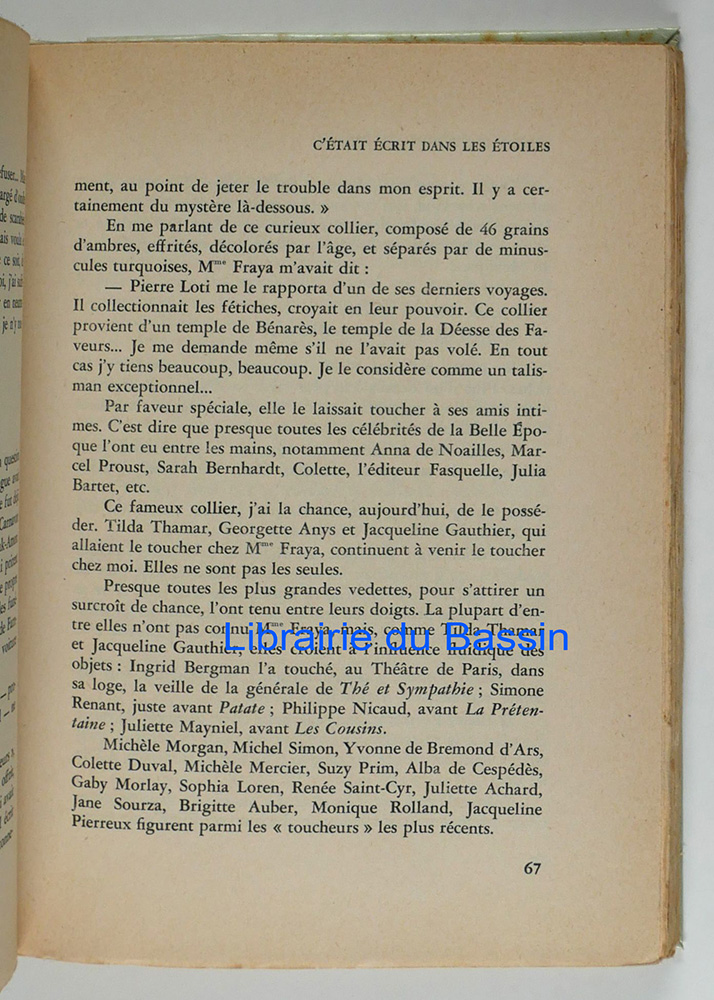 C'ÉTAIT ÉCRIT DANS LES ÉTOILES
ment, au point de jeter le trouble dans mon esprit. Il y a cer-
tainement du mystère là-dessous. »
En me parlant de ce curieux collier, composé de 46 grains
d'ambres, effrités, décolorés par l'âge, et séparés par de minus-
cules turquoises, Mme Fraya m'avait dit :
— Pierre Loti me le rapporta d'un de ses derniers voyages.
Il collectionnait les fétiches, croyait en leur pouvoir. Ce collier
provient d'un temple de Bénarès, le temple de la Déesse des Fa-
veurs... Je me demande même s'il ne l'avait pas volé. En tout
cas j'y tiens beaucoup, beaucoup. Je le considère comme un talis-
man exceptionnel...
Par faveur spéciale, elle le laissait toucher à ses amis inti-
mes. C'est dire que presque toutes les célébrités de la Belle Épo-
que l'ont eu entre les mains, notamment Anna de Noailles, Mar-
cel Proust, Sarah Bernhardt, Colette, l'éditeur Fasquelle, Julia
Bartet, etc.
Ce fameux collier, j'ai la chance, aujourd'hui, de le possé-
der. Tilda Thamar, Georgette Anys et Jacqueline Gauthier, qui
allaient le toucher chez Mme Fraya, continuent à venir le toucher
chez moi. Elles ne sont pas les seules.
Presque toutes les plus grandes vedettes, pour s'attirer un
surcroît de chance, l'ont tenu entre leurs doigts. La plupart d'en-
tre elles n'ont pas connu Mme Fraya mais, comme Tilda Thamar
et Jacqueline Gauthier, elles croient à l'influence fluidique des
objets : Ingrid Bergman l'a touché, au Théâtre de Paris, dans
sa loge, la veille de la générale de Thé et Sympathie ; Simone
Renant, juste avant Patate ; Philippe Nicaud, avant La Préten-
taine ; Juliette Mayniel, avant Les Cousins.
Michèle Morgan, Michel Simon, Yvonne de Bremond d'Ars,
Colette Duval, Michèle Mercier, Suzy Prim, Alba de Cespédès,
Gaby Morlay, Sophia Loren, Renée Saint-Cyr, Juliette Achard,
Jane Sourza, Brigitte Auber, Monique Rolland, Jacqueline
Pierreux figurent parmi les « toucheurs » les plus récents.
67
Librairie du Bassin